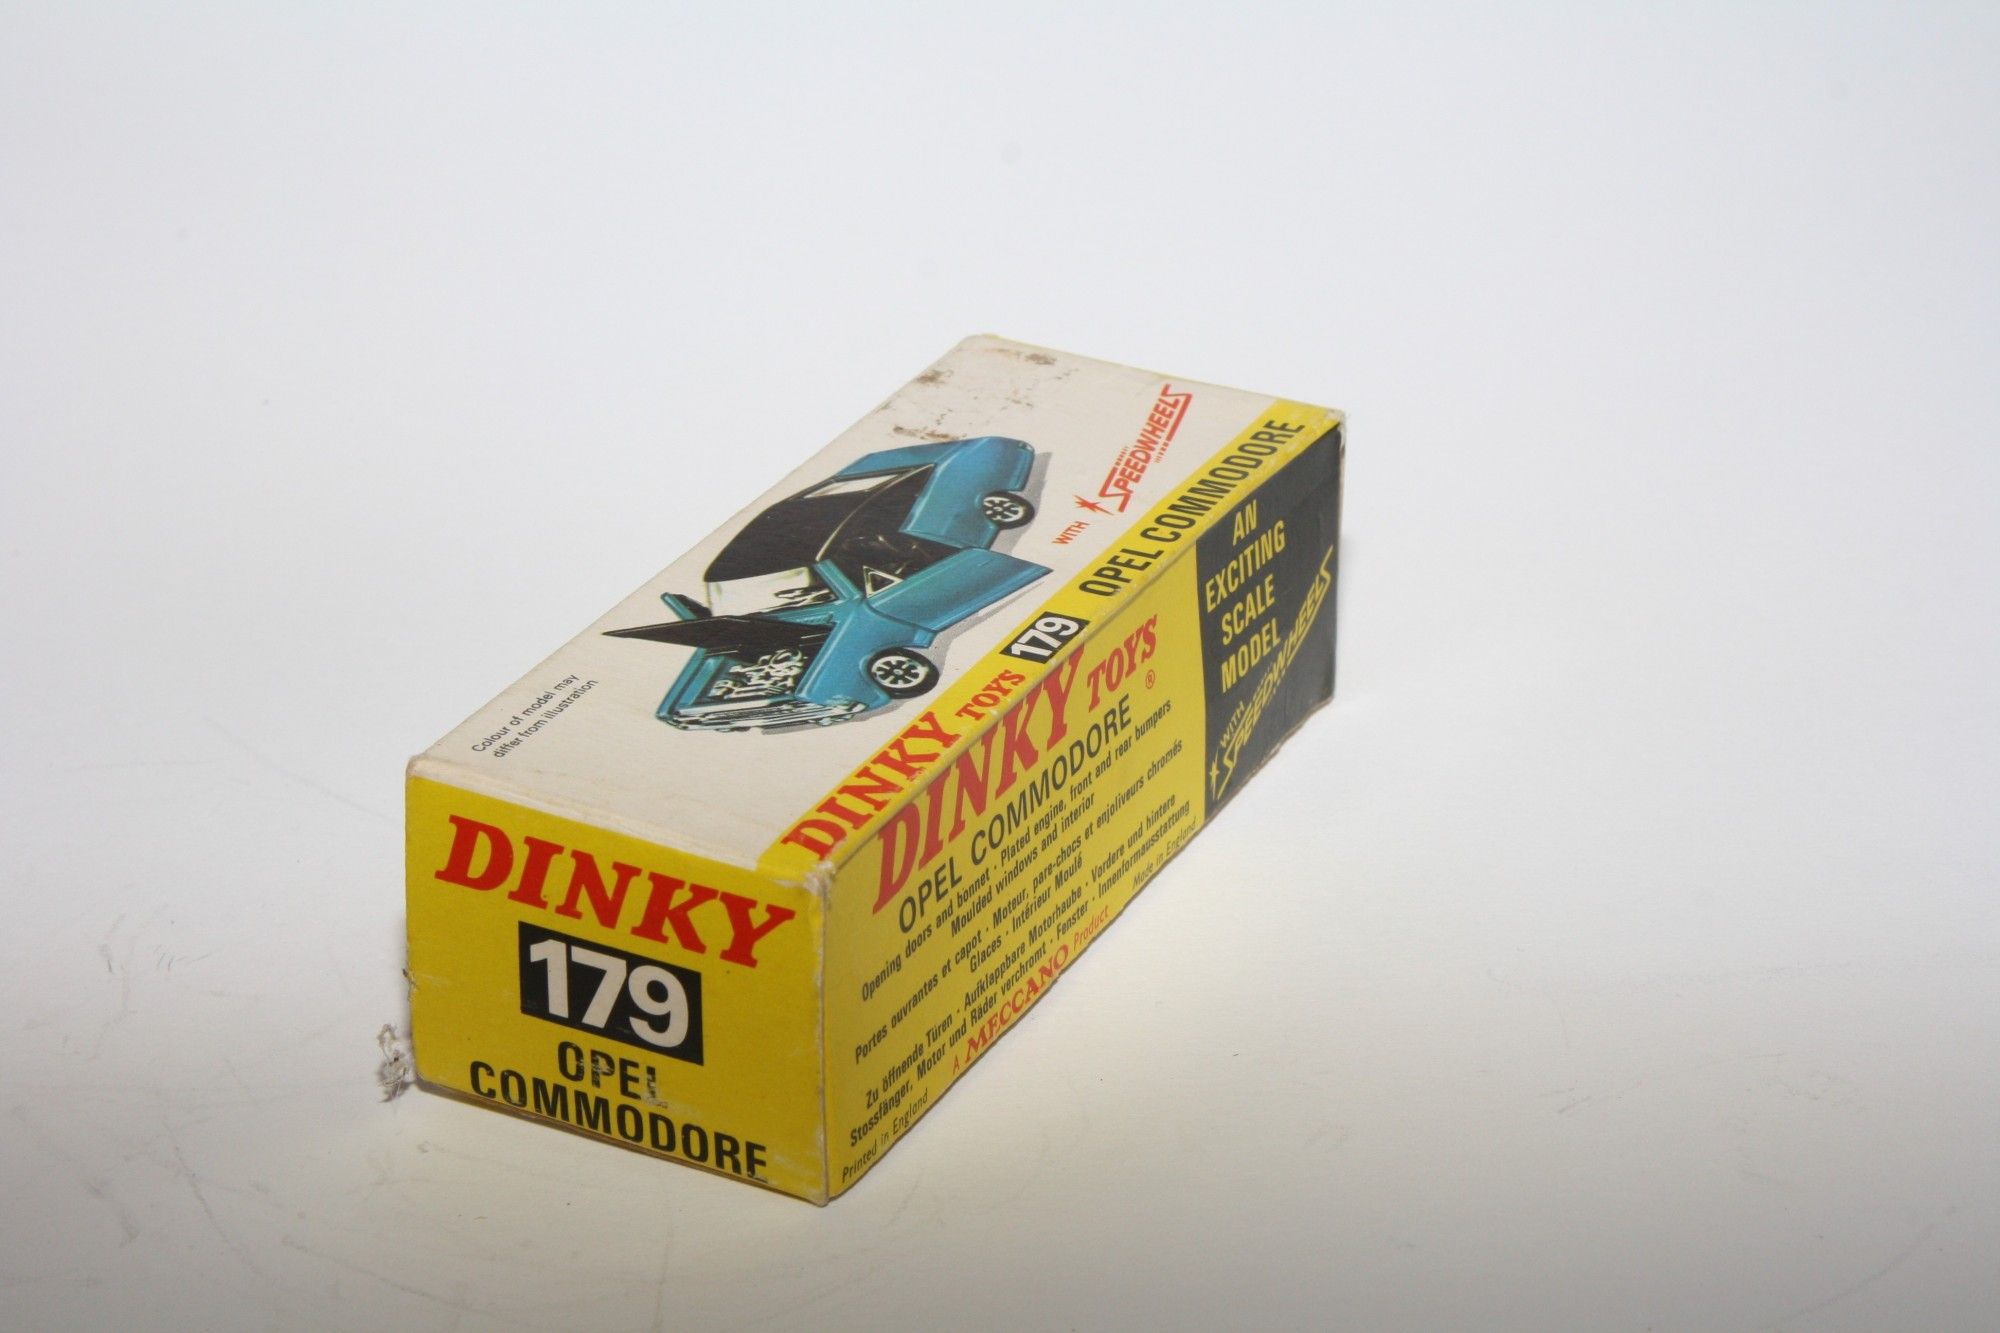 Colour of model may
differ from illustration
WITH
SPEEDWHEELS
DINKY TOYS 179 OPEL COMMODORE
DINKY
179
OPEL
COMMODORE
DINKY TOYS ®
OPEL COMMODORE
Opening doors and bonnet · Plated engine, front and rear bumpers
Moulded windows and interior
Portes ouvrantes et capot · Moteur, pare-chocs et enjoliveurs chromés
Glaces · Intérieur Moulé
Zu öffnende Türen · Aufklappbare Motorhaube · Vordere und hintere
Stossfänger, Motor und Räder verchromt · Fenster · Innenformausstattung
Printed in England
A MECCANO Product
Made in England
AN
EXCITING
SCALE
MODEL
WITH
SPEEDWHEELS